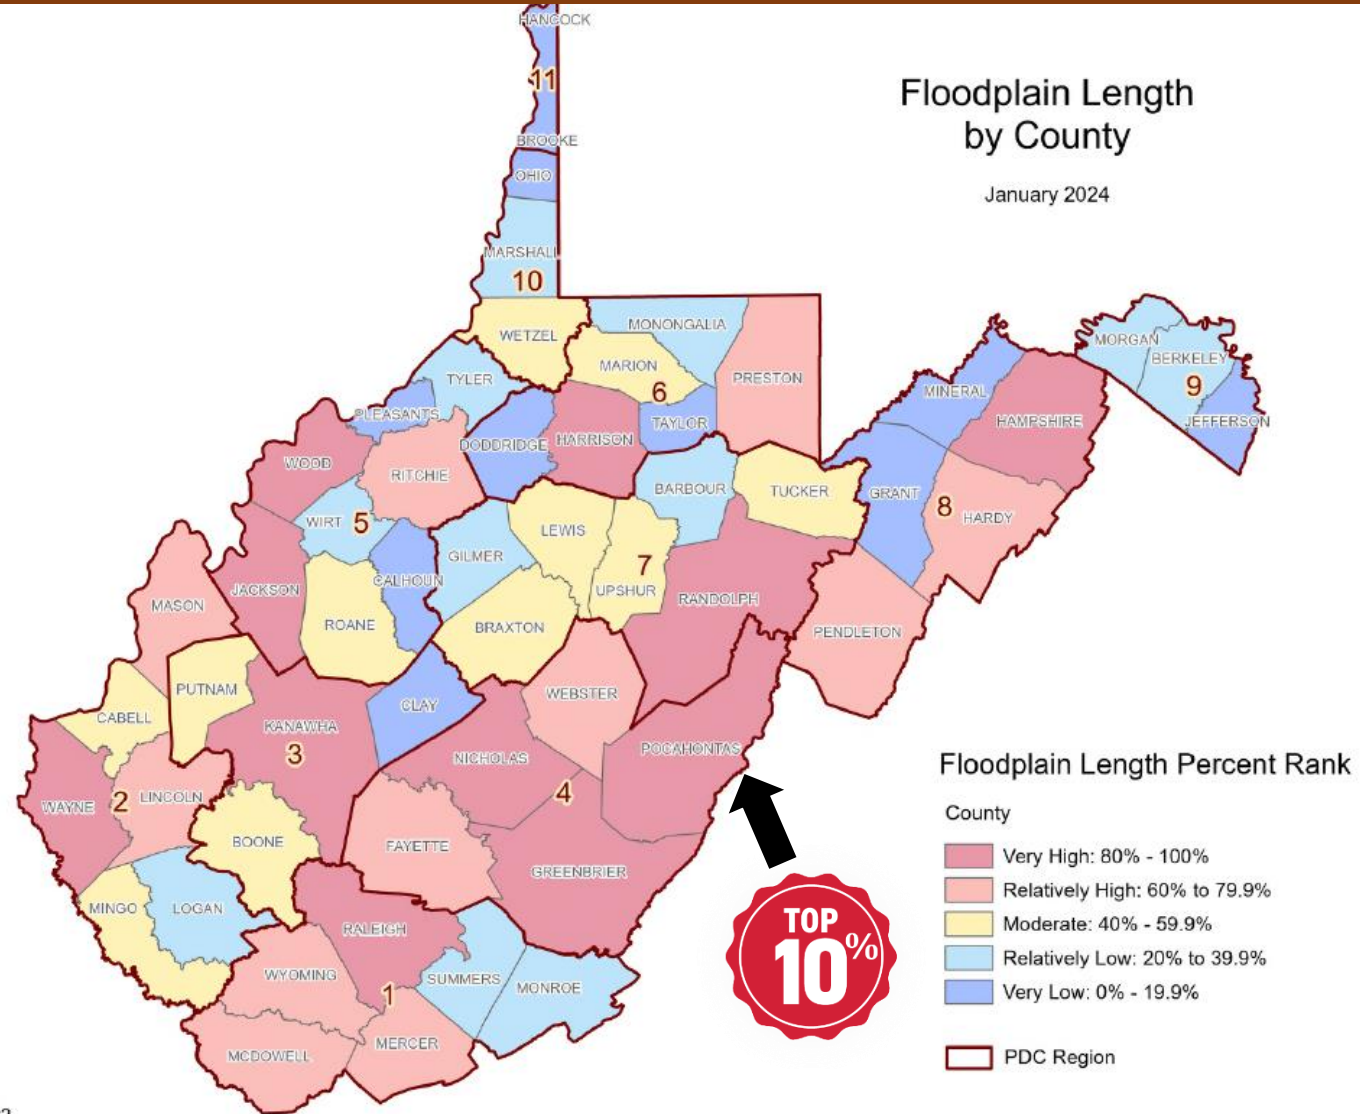 HANCOCK
11
BROOKE
OHIO
MARSHALL
10
Floodplain Length
by County
January 2024
WETZEL
MONONGALIA
MARION
6
PRESTON
TYLER
PLEASANTS
TAYLOR
DODDRIDGE
HARRISON
MORGAN
BERKELEY
9
JEFFERSON
MINERAL
HAMPSHIRE
WOOD
RITCHIE
BARBOUR
TUCKER
GRANT
8
HARDY
WIRT
5
LEWIS
GILMER
CALHOUN
7
UPSHUR
RANDOLPH
JACKSON
MASON
ROANE
BRAXTON
PENDLETON
PUTNAM
CABELL
KANAWHA
3
CLAY
WEBSTER
NICHOLAS
POCAHONTAS
4
WAYNE
2
LINCOLN
BOONE
FAYETTE
GREENBRIER
MINGO
LOGAN
RALEIGH
WYOMING
1
SUMMERS
MONROE
MCDOWELL
MERCER
TOP
10%
Floodplain Length Percent Rank
County
Very High: 80% - 100%
Relatively High: 60% to 79.9%
Moderate: 40% - 59.9%
Relatively Low: 20% to 39.9%
Very Low: 0% - 19.9%
PDC Region